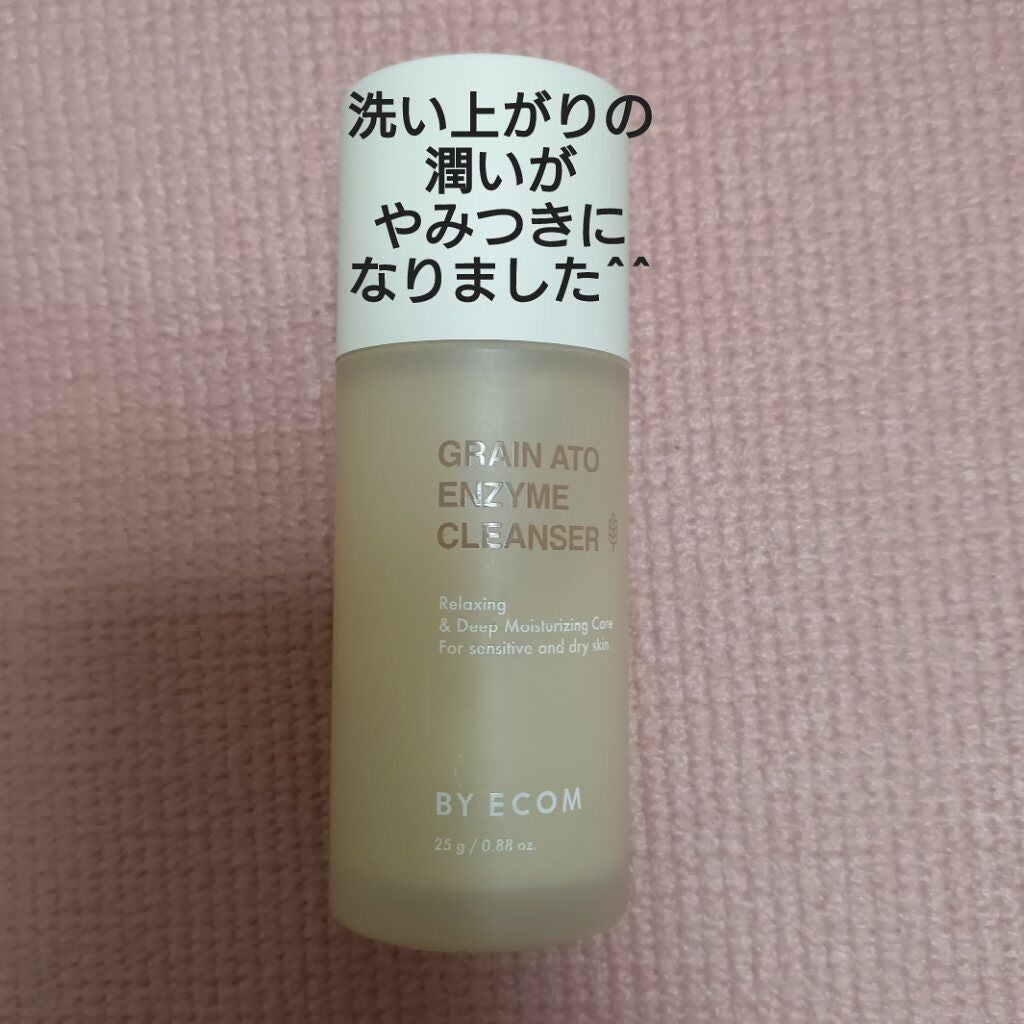 洗い上がりの
潤いが
やみつきに
なりました^^
GRAIN ATO
ENZYME
CLEANSER
Relaxing
& Deep Moisturizing Care
For sensitive and dry skin
BY ECOM
25 g / 0.88 oz.